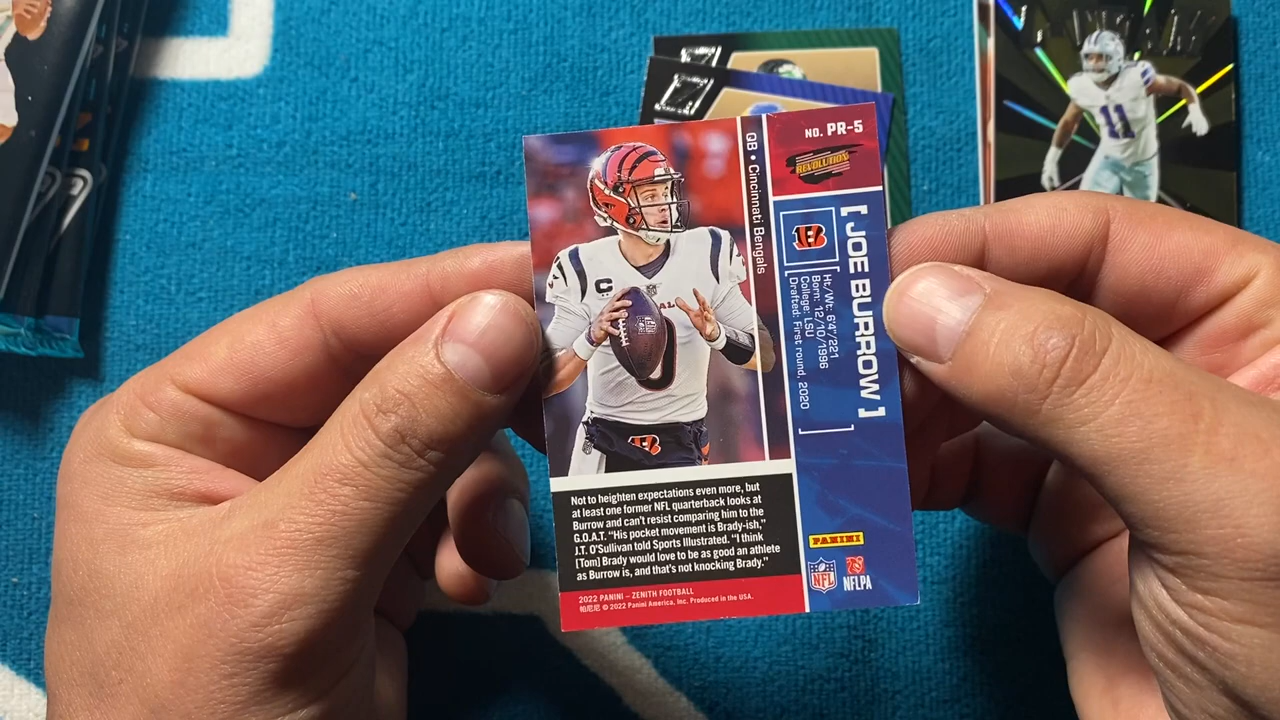 NO. PR-5
REVOLUTION
QB • Cincinnati Bengals
[JOE BURROW]
Ht/Wt: 6'4"/221
Born: 12/10/1996
College: LSU
Drafted: First round, 2020
C
NFL
11
Not to heighten expectations even more, but
at least one former NFL quarterback looks at
Burrow and can't resist comparing him to the
G.O.A.T. “His pocket movement is Brady-ish,”
J.T. O'Sullivan told Sports Illustrated. “I think
[Tom] Brady would love to be as good an athlete
as Burrow is, and that's not knocking Brady.”
PANINI
NFL
NFLPA
2022 PANINI – ZENITH FOOTBALL
帕尼尼 © 2022 Panini America, Inc. Produced in the USA.